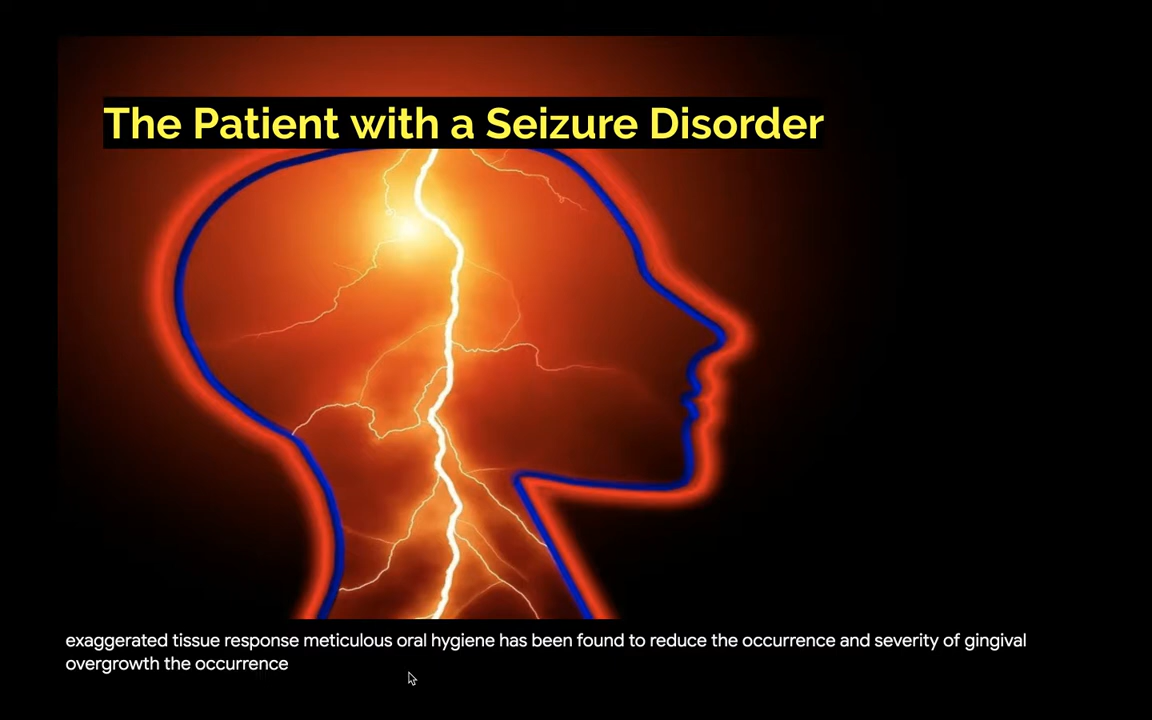 The Patient with a Seizure Disorder
exaggerated tissue response meticulous oral hygiene has been found to reduce the occurrence and severity of gingival
overgrowth the occurrence